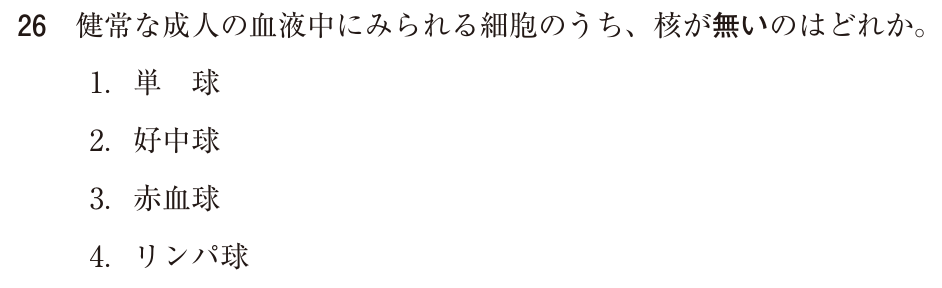 26　健常な成人の血液中にみられる細胞のうち、核が無いのはどれか。
1. 単　球
2. 好中球
3. 赤血球
4. リンパ球